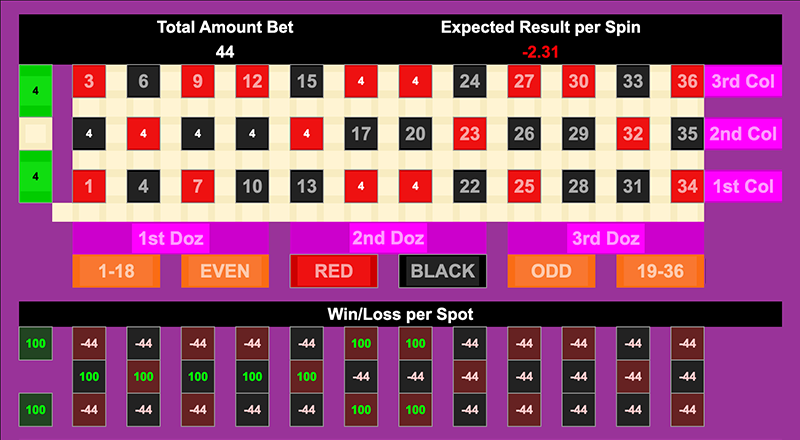 Total Amount Bet Expected Result per Spin
44 -2.31
3 6 9 12 15 4 4 24 27 30 33 36 3rd Col
4
4 4 4 4 4 17 20 23 26 29 32 35 2nd Col
4
1 4 7 10 13 4 4 22 25 28 31 34 1st Col
1st Doz 2nd Doz 3rd Doz
1-18 EVEN RED BLACK ODD 19-36
Win/Loss per Spot
100 -44 -44 -44 -44 -44 100 100 -44 -44 -44 -44 -44
100 100 100 100 100 -44 -44 -44 -44 -44 -44 -44
100 -44 -44 -44 -44 -44 100 100 -44 -44 -44 -44 -44